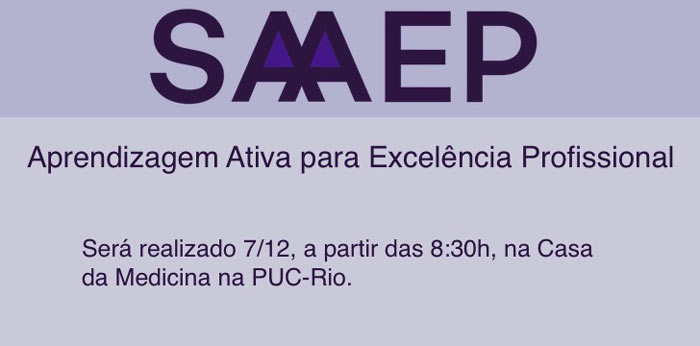 SAAEP
Aprendizagem Ativa para Excelência Profissional
Será realizado 7/12, a partir das 8:30h, na Casa
da Medicina na PUC-Rio.